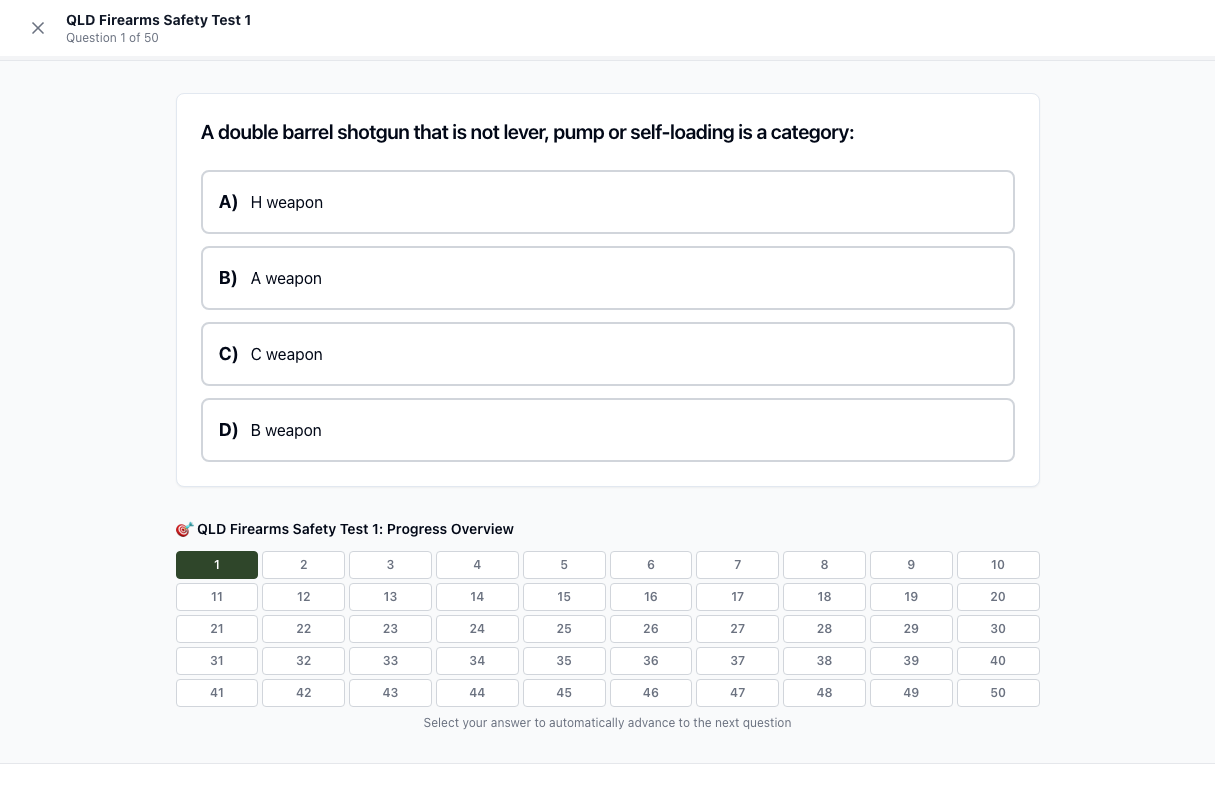 QLD Firearms Safety Test 1
Question 1 of 50
A double barrel shotgun that is not lever, pump or self-loading is a category:
A) H weapon
B) A weapon
C) C weapon
D) B weapon
QLD Firearms Safety Test 1: Progress Overview
1 2 3 4 5 6 7 8 9 10
11 12 13 14 15 16 17 18 19 20
21 22 23 24 25 26 27 28 29 30
31 32 33 34 35 36 37 38 39 40
41 42 43 44 45 46 47 48 49 50
Select your answer to automatically advance to the next question